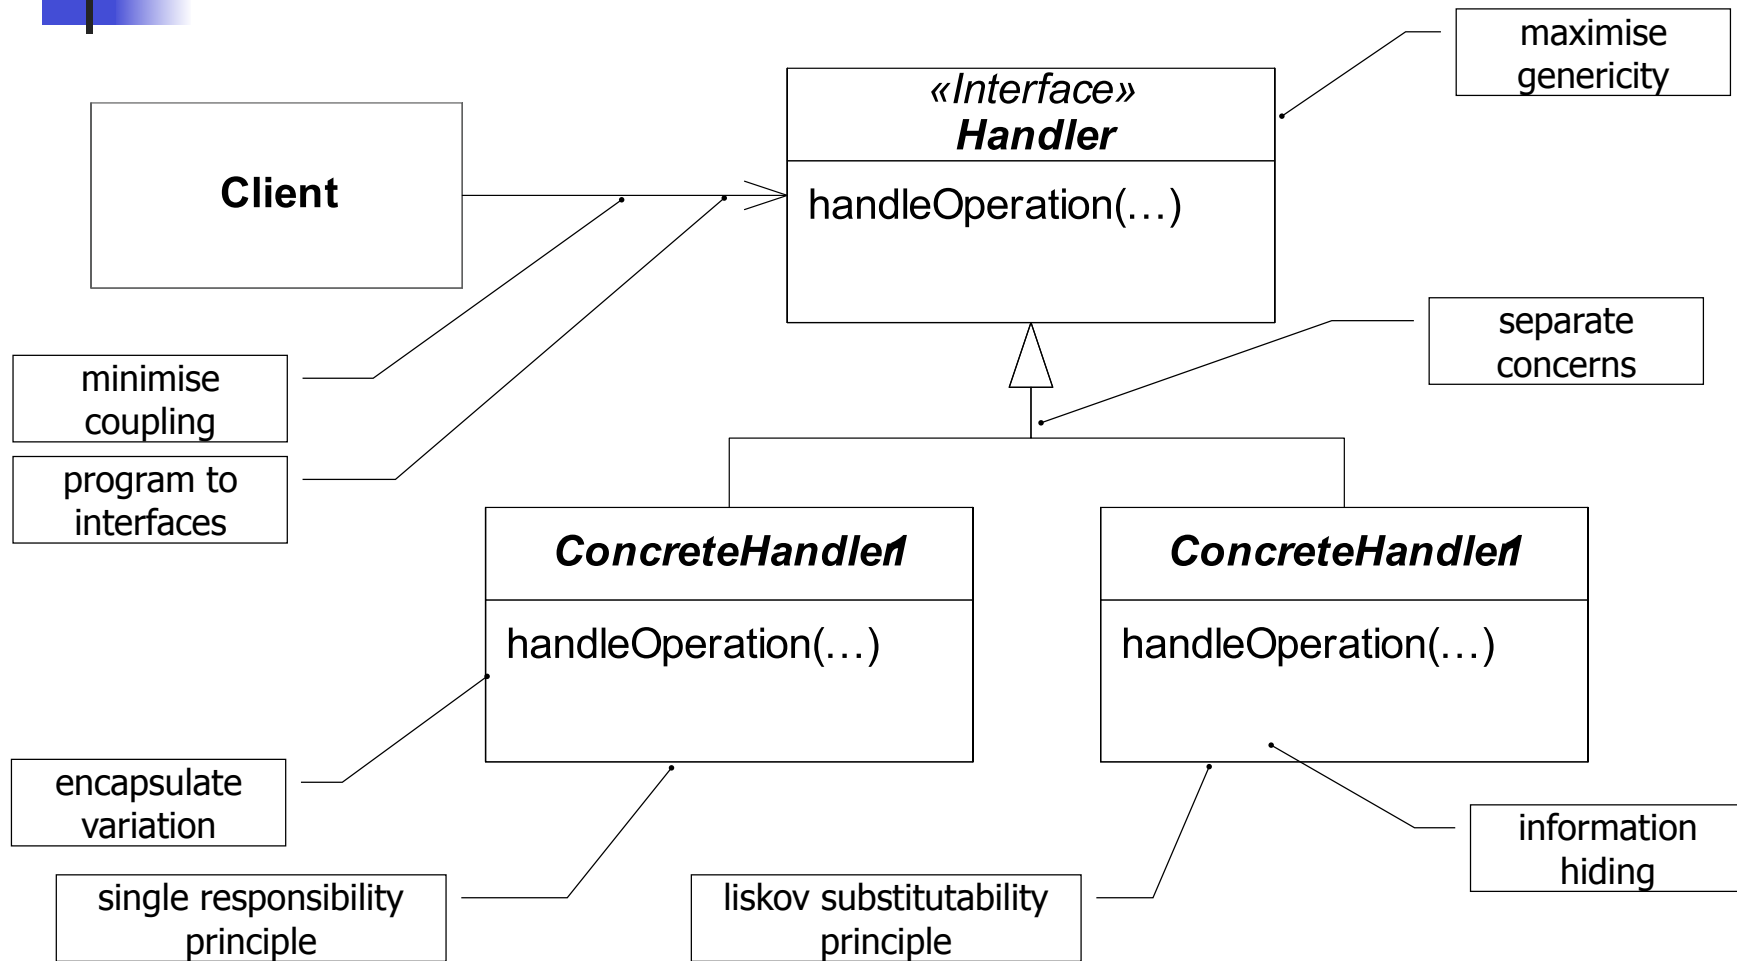 maximise
genericity
«Interface»
Handler
Client
handleOperation(…)
separate
concerns
minimise
coupling
program to
interfaces
ConcreteHandler1
ConcreteHandler1
handleOperation(…)
handleOperation(…)
encapsulate
variation
information
hiding
single responsibility
principle
liskov substitutability
principle